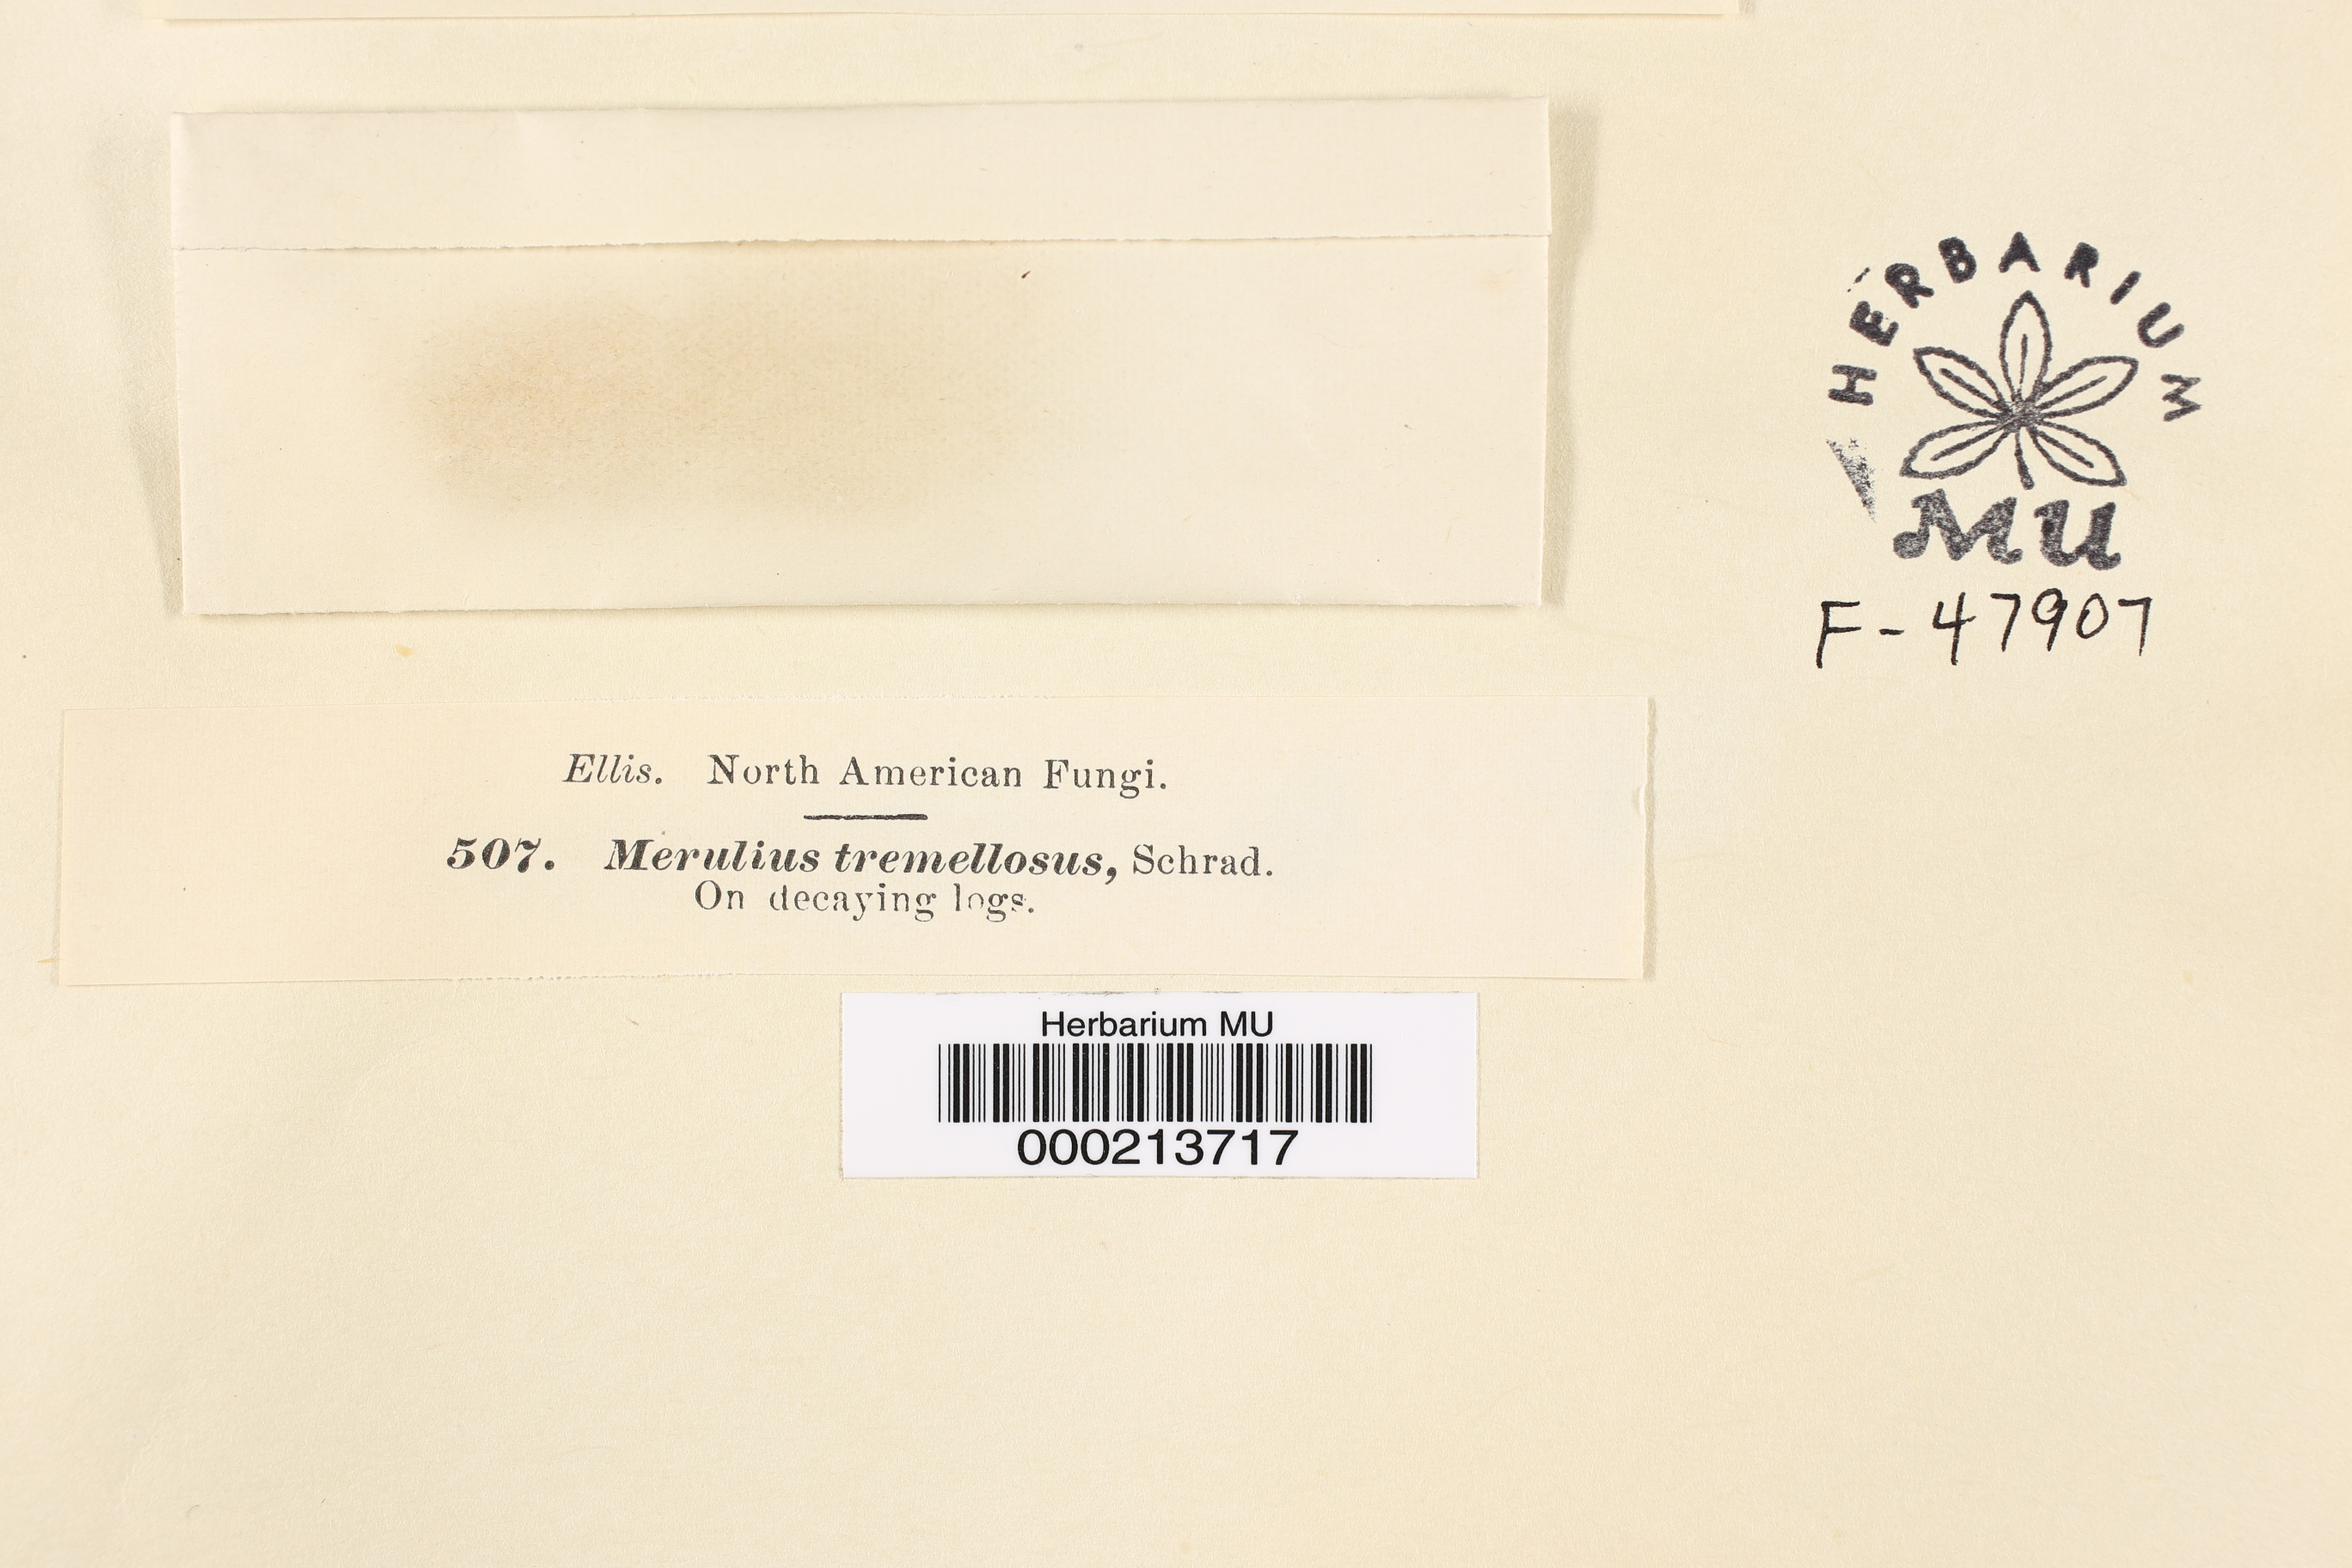 HERBARIUM
MU
F-47907
Ellis. North American Fungi.
507. Merulius tremellosus, Schrad.
On decaying logs.
Herbarium MU
000213717